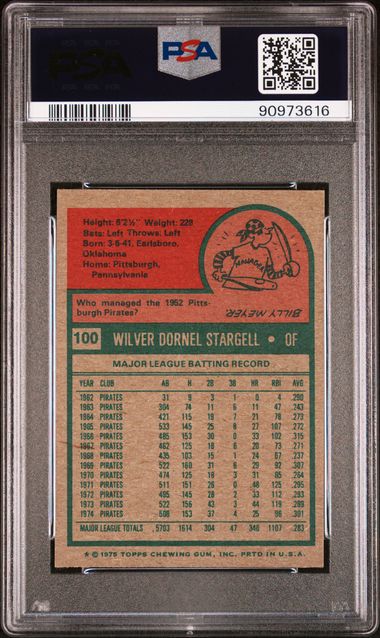 PSA
PSA
90973616
Height: 6'2½" Weight: 229
Bats: Left Throws: Left
Born: 3-6-41, Earlsboro,
Oklahoma
Home: Pittsburgh,
Pennsylvania
MANAGER
Who managed the 1952 Pitts-
burgh Pirates?
BILLY MEYER
100 WILVER DORNEL STARGELL • OF
MAJOR LEAGUE BATTING RECORD
YEAR CLUB AB H 2B 3B HR RBI AVG
1962 PIRATES 31 9 3 1 0 4 .290
1963 PIRATES 304 74 11 6 11 47 .243
1964 PIRATES 421 115 19 7 21 78 .273
1965 PIRATES 533 145 25 8 27 107 .272
1966 PIRATES 485 153 30 0 33 102 .315
1967 PIRATES 462 125 18 6 20 73 .271
1968 PIRATES 435 103 15 1 24 67 .237
1969 PIRATES 522 160 31 6 29 92 .307
1970 PIRATES 474 125 18 3 31 85 .264
1971 PIRATES 511 151 26 0 48 125 .295
1972 PIRATES 495 145 28 2 33 112 .293
1973 PIRATES 522 156 43 3 44 119 .299
1974 PIRATES 508 153 37 4 25 96 .301
MAJOR LEAGUE TOTALS 5703 1614 304 47 346 1107 .283
★ © 1975 TOPPS CHEWING GUM, INC. PRTD IN U.S.A.